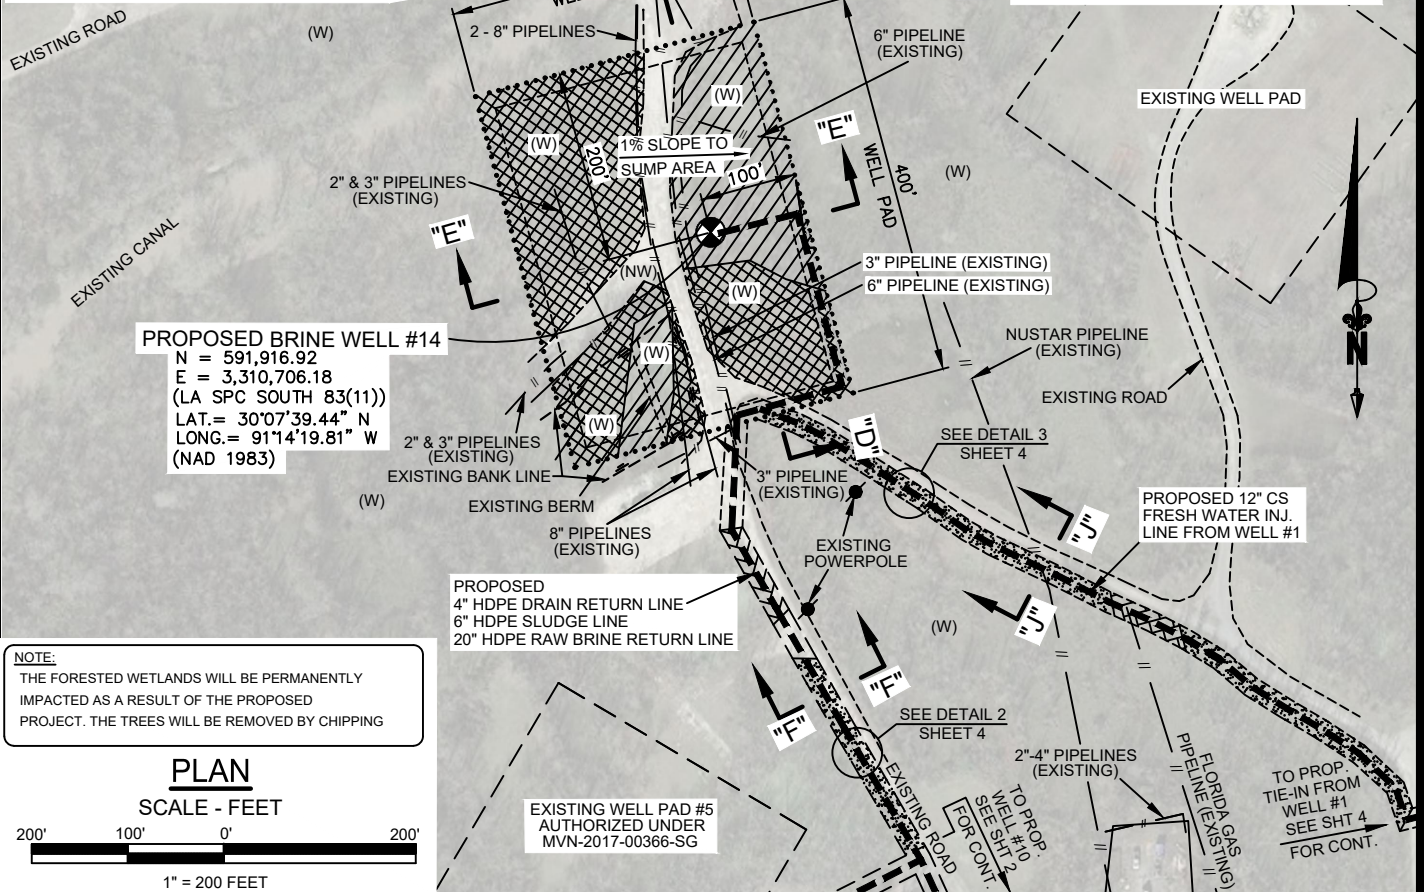 EXISTING ROAD
(W)
WELL
2 - 8" PIPELINES
6" PIPELINE
(EXISTING)
EXISTING WELL PAD
(W)
(W)
200'
1% SLOPE TO
SUMP AREA
100'
"E"
WELL PAD
400'
(W)
2" & 3" PIPELINES
(EXISTING)
"E"
EXISTING CANAL
(NW)
(W)
3" PIPELINE (EXISTING)
6" PIPELINE (EXISTING)
N
PROPOSED BRINE WELL #14
N = 591,916.92
E = 3,310,706.18
(LA SPC SOUTH 83(11))
LAT.= 30°07'39.44" N
LONG.= 91°14'19.81" W
(NAD 1983)
(W)
(W)
NUSTAR PIPELINE
(EXISTING)
EXISTING ROAD
2" & 3" PIPELINES
(EXISTING)
EXISTING BANK LINE
EXISTING BERM
8" PIPELINES
(EXISTING)
(W)
"D"
SEE DETAIL 3
SHEET 4
3" PIPELINE
(EXISTING)
EXISTING
POWERPOLE
"J"
PROPOSED 12" CS
FRESH WATER INJ.
LINE FROM WELL #1
PROPOSED
4" HDPE DRAIN RETURN LINE
6" HDPE SLUDGE LINE
20" HDPE RAW BRINE RETURN LINE
(W)
"J"
"F"
"F"
SEE DETAIL 2
SHEET 4
NOTE:
THE FORESTED WETLANDS WILL BE PERMANENTLY
IMPACTED AS A RESULT OF THE PROPOSED
PROJECT. THE TREES WILL BE REMOVED BY CHIPPING
PLAN
SCALE - FEET
200' 100' 0' 200'
1" = 200 FEET
EXISTING WELL PAD #5
AUTHORIZED UNDER
MVN-2017-00366-SG
EXISTING ROAD
TO PROP.
WELL #10
SEE SHT 2
FOR CONT.
2"-4" PIPELINES
(EXISTING)
FLORIDA GAS
PIPELINE (EXISTING)
TO PROP.
TIE-IN FROM
WELL #1
SEE SHT 4
FOR CONT.